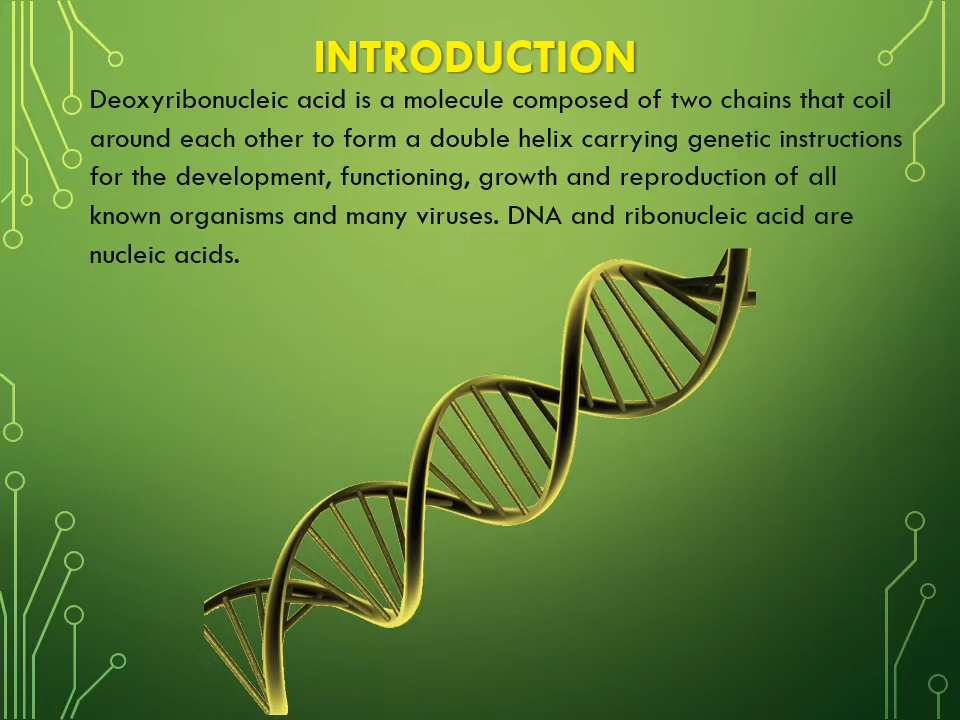 INTRODUCTION
Deoxyribonucleic acid is a molecule composed of two chains that coil
around each other to form a double helix carrying genetic instructions
for the development, functioning, growth and reproduction of all
known organisms and many viruses. DNA and ribonucleic acid are
nucleic acids.